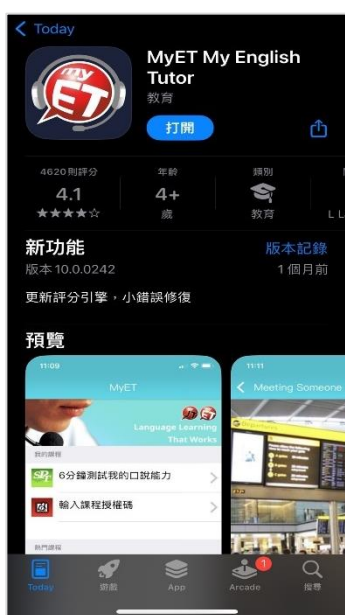 Today
my
ET
MyET My English
Tutor
教育
打開
4620 則評分
4.1
★★★★☆
年齡
4+
歲
類別
教育
L L
新功能
版本記錄
版本 10.0.0242
1 個月前
更新評分引擎，小錯誤修復
預覽
11:09
MyET
Language Learning
That Works
我的課程
6分鐘測試我的口說能力
輸入課程授權碼
熱門課程
11:11
Meeting Someone
Departures
Today
遊戲
App
Arcade
1
搜尋